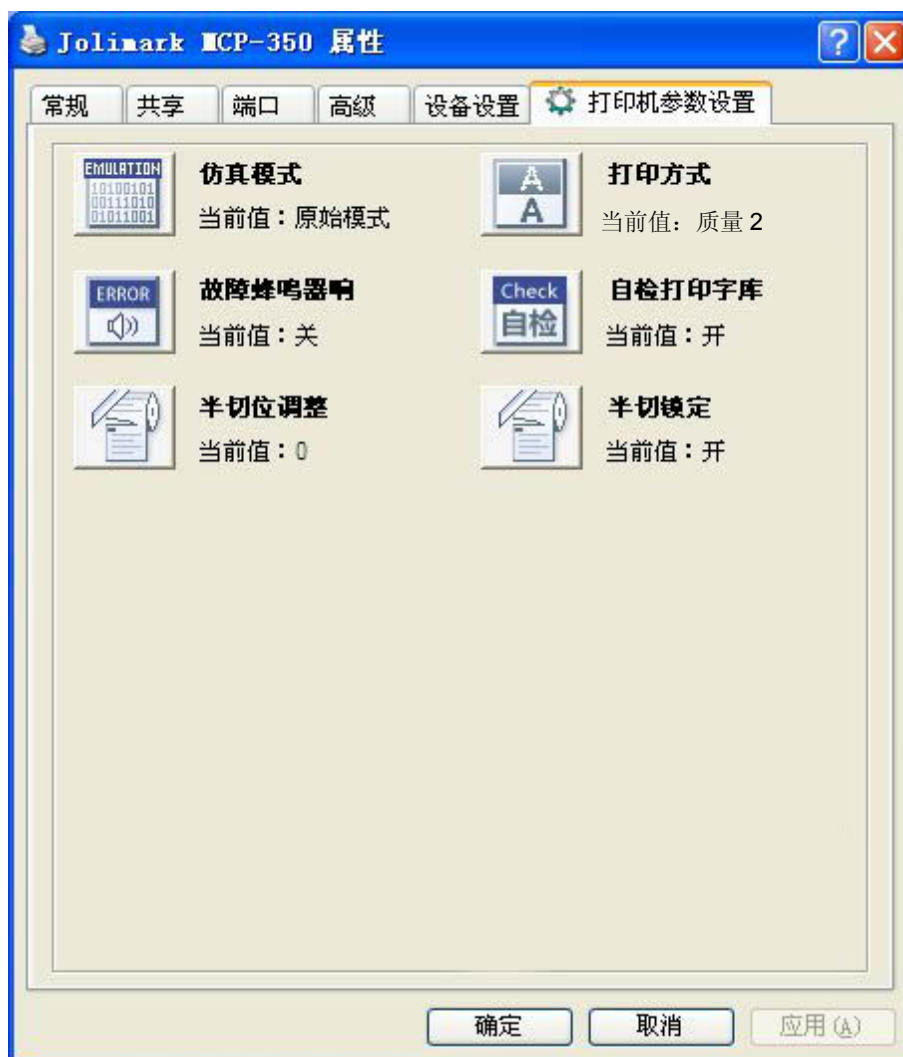 Jolimark MCP-350 属性
常规 共享 端口 高级 设备设置 打印机参数设置
EMULATION
10100101
00111010
01011001
仿真模式
当前值：原始模式
A
A
打印方式
当前值：质量 2
ERROR
故障蜂鸣器响
当前值：关
Check
自检
自检打印字库
当前值：开
半切位调整
当前值：0
半切锁定
当前值：开
确定 取消 应用(A)